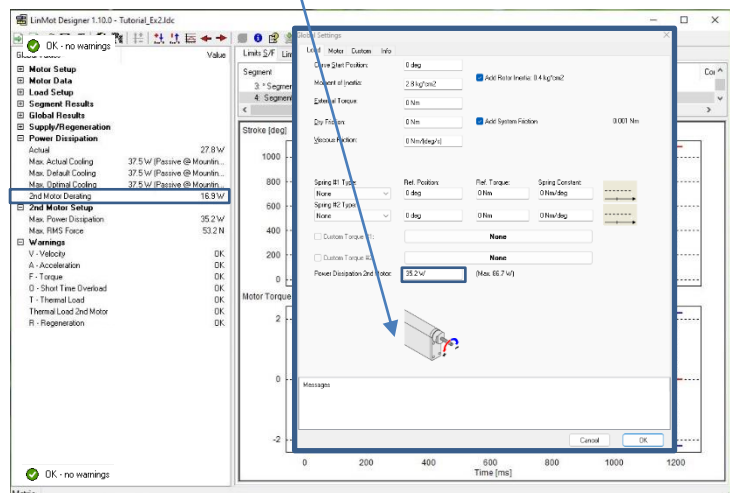 LinMot Designer 1.10.0 - Tutorial_Ex2.ldc
OK - no warnings
Value
Motor Setup
Motor Data
Load Setup
Segment Results
Global Results
Supply/Regeneration
Power Dissipation
Actual 27.8 W
Max. Actual Cooling 37.5 W (Passive @ Mountin...
Max. Default Cooling 37.5 W (Passive @ Mountin...
Max. Optimal Cooling 37.5 W (Passive @ Mountin...
2nd Motor Derating 16.9 W
2nd Motor Setup
Max. Power Dissipation 35.2 W
Max. RMS Force 53.2 N
Warnings
V - Velocity OK
A - Acceleration OK
F - Torque OK
O - Short Time Overload OK
T - Thermal Load OK
Thermal Load 2nd Motor OK
R - Regeneration OK
OK - no warnings
Limits S/F Lim
Segment
3: * Segmen
4: Segmen
Stroke [deg]
1000
800
600
400
200
0
Motor Torque
2
0
-2
0 200 400 600 800 1000 1200
Time [ms]
Global Settings
Load Motor Custom Info
Curve Start Position: 0 deg
Moment of Inertia: 2.8 kg*cm2
Add Rotor Inertia: 0.4 kg*cm2
External Torque: 0 Nm
Dry Friction: 0 Nm
Add System Friction 0.001 Nm
Viscous Friction: 0 Nm/(deg/s)
Spring #1 Type: Ref. Position: Ref. Torque: Spring Constant:
None 0 deg 0 Nm 0 Nm/deg
Spring #2 Type:
None 0 deg 0 Nm 0 Nm/deg
Custom Torque #1: None
Custom Torque #2: None
Power Dissipation 2nd Motor: 35.2 W (Max. 66.7 W)
Messages
Cancel OK